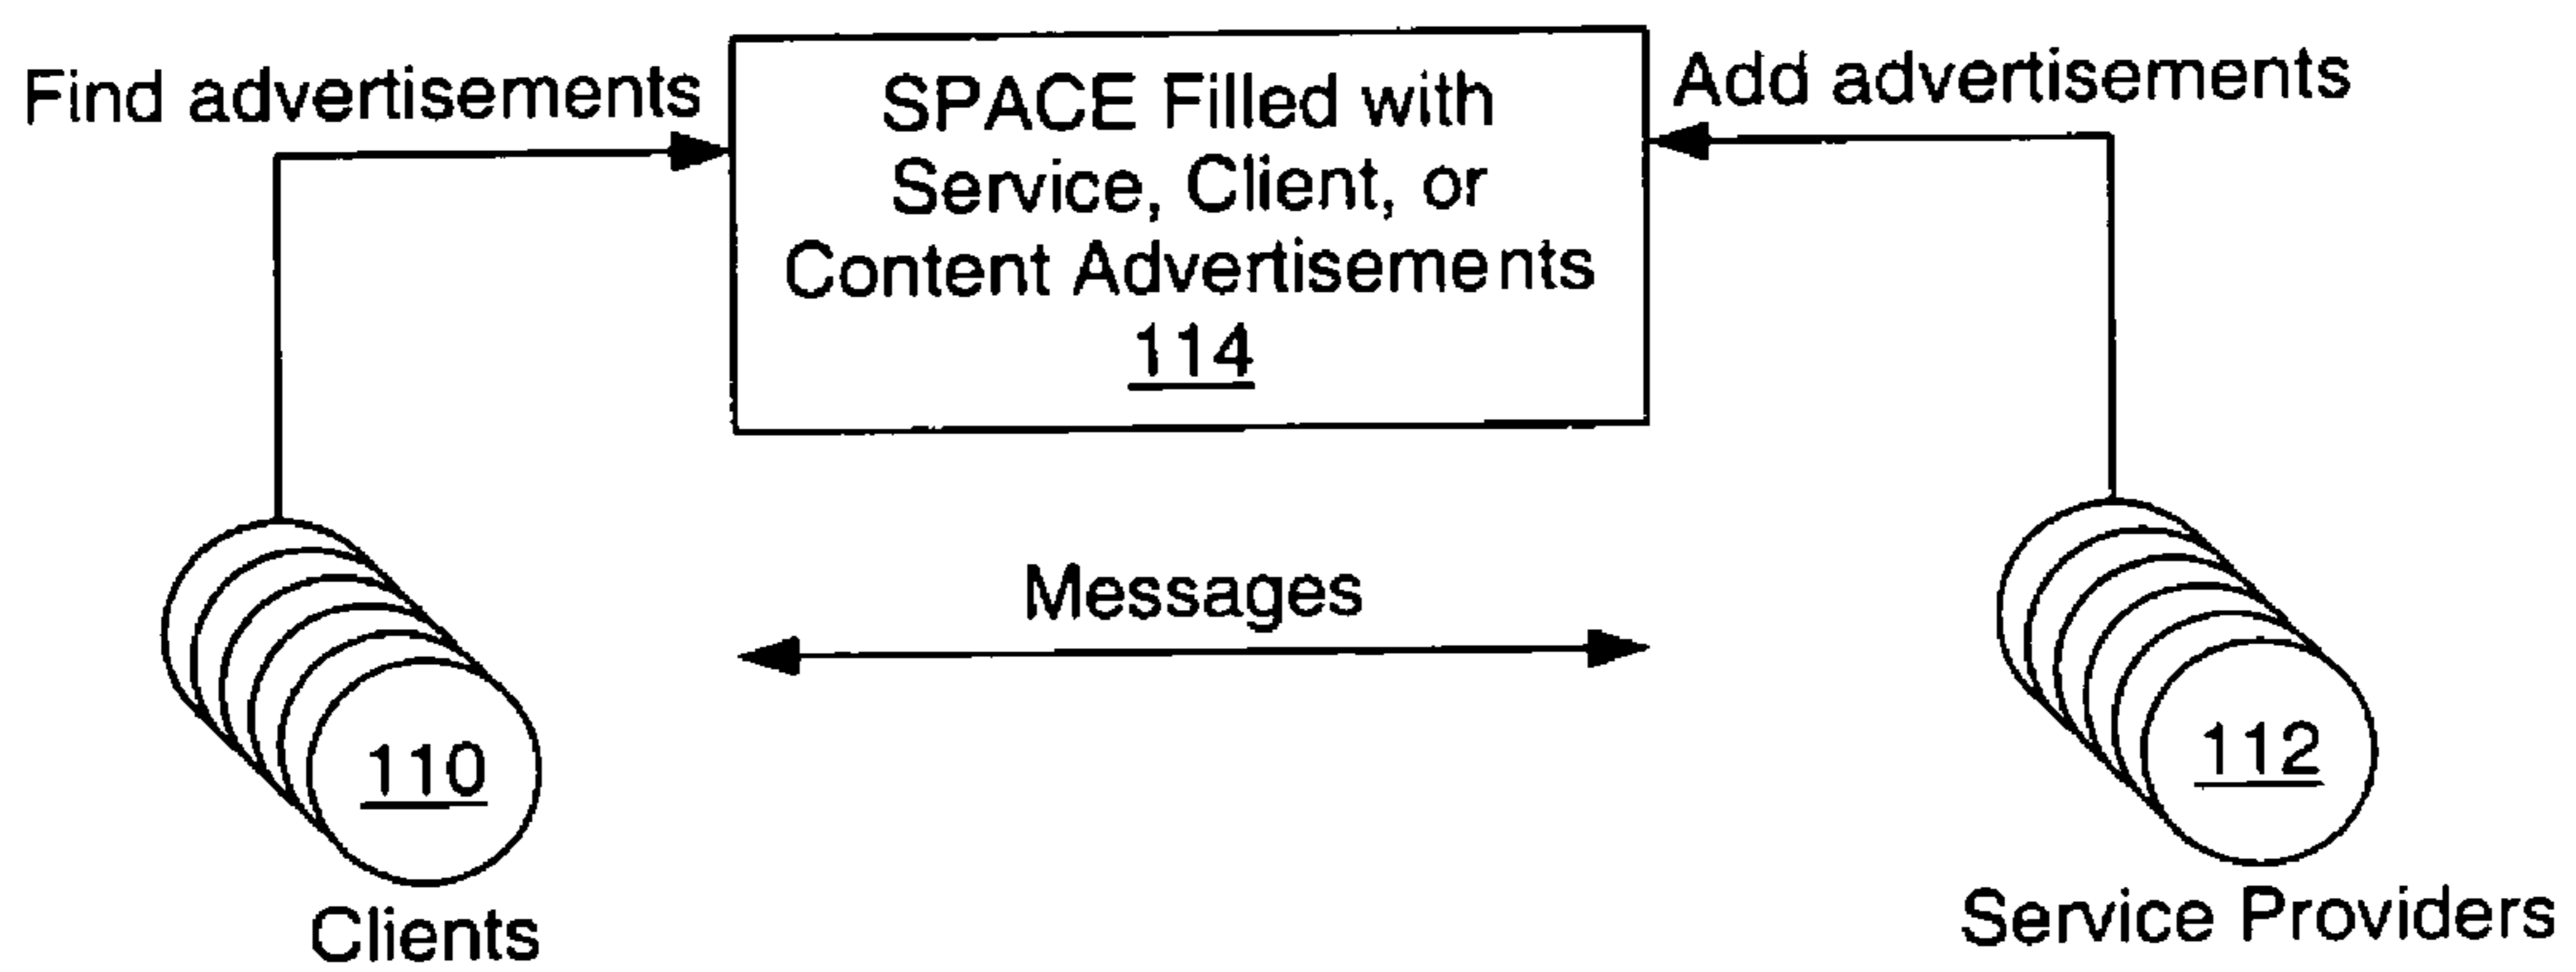 Find advertisements
SPACE Filled with
Service, Client, or
Content Advertisements
114
Add advertisements
Messages
110
Clients
112
Service Providers